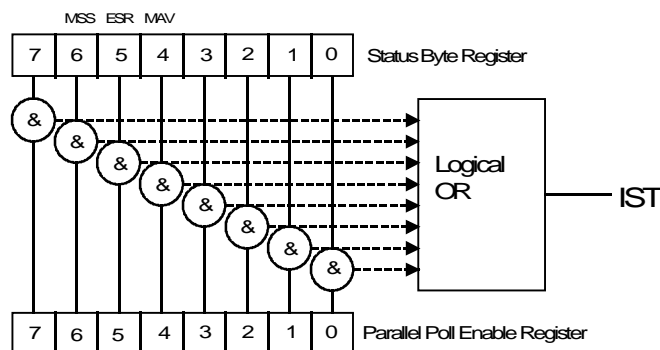 MSS ESR MAV
7 6 5 4 3 2 1 0 Status Byte Register
&
&
&
&
&
&
&
&
Logical
OR
IST
7 6 5 4 3 2 1 0 Parallel Poll Enable Register